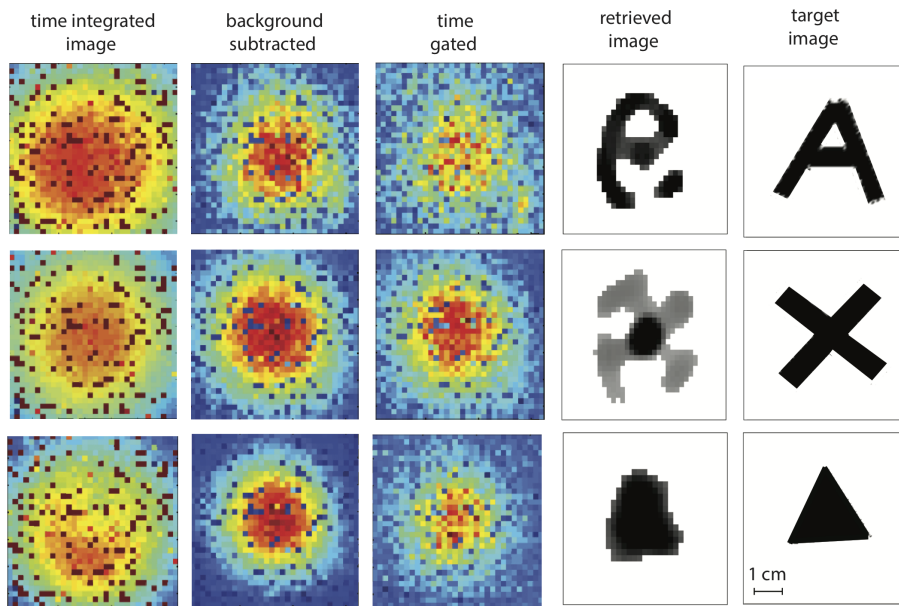 time integrated
image
background
subtracted
time
gated
retrieved
image
target
image
A
1 cm